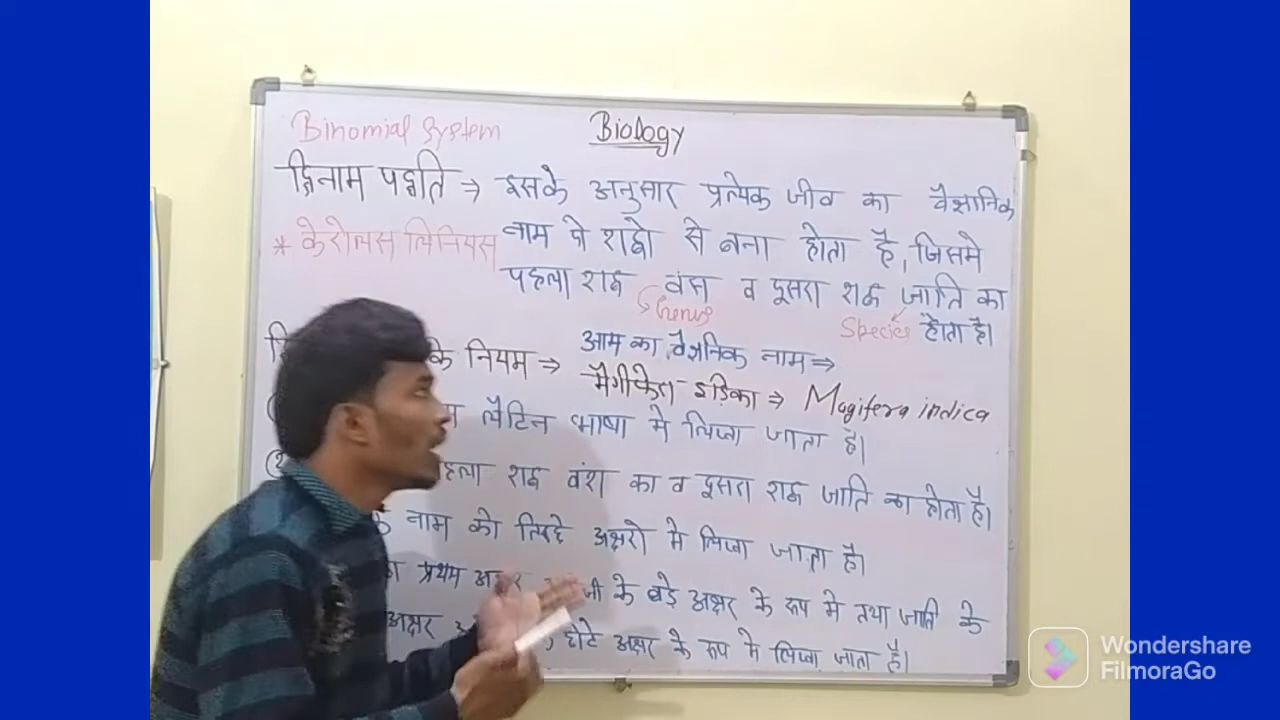 Biology
Binomial System
द्विनाम पद्धति ⇒ इसके अनुसार प्रत्येक जीव का वैज्ञानिक
* केरोलस लिनियस
नाम दो शब्दो से बना होता है, जिसमे
पहला शब्द वंश व दूसरा शब्द जाति का
Genus
Species होता है।
के नियम ⇒
आम का वैज्ञनिक नाम ⇒
मैगीफेरा इंडिका ⇒ Magifera indica
लैटिन भाषा मे लिखा जाता है।
शब्द वंश का व दूसरा शब्द जाति का होता है।
नाम को तिरछे अक्षरो मे लिखा जाता है।
प्रथम के बड़े अक्षर के रूप मे तथा जाति के
अक्षर छोटे अक्षर के रूप मे लिखा जाता है।
Wondershare
FilmoraGo